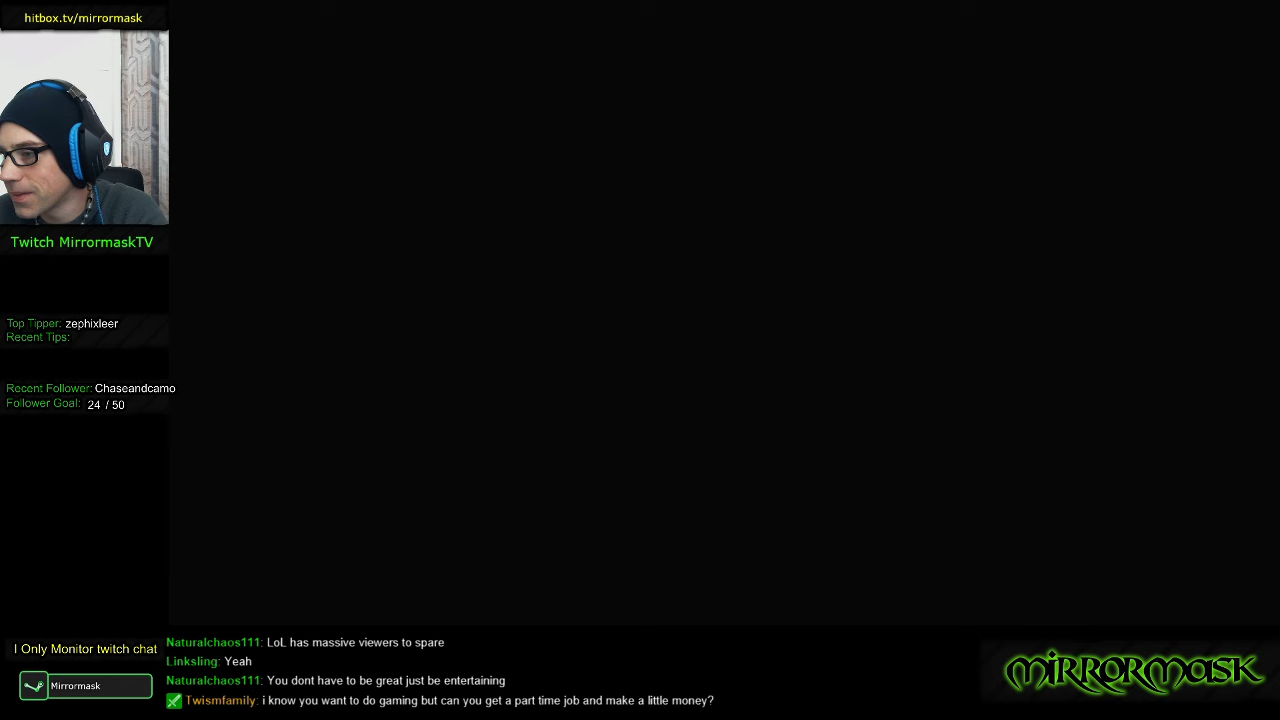 hitbox.tv/mirrormask
Twitch MirrormaskTV
Top Tipper: zephixleer
Recent Tips:
Recent Follower: Chaseandcamo
Follower Goal: 24 / 50
I Only Monitor twitch chat
Mirrormask
Naturalchaos111: LoL has massive viewers to spare
Linksling: Yeah
Naturalchaos111: You dont have to be great just be entertaining
Twismfamily: i know you want to do gaming but can you get a part time job and make a little money?
MIRRORMASK